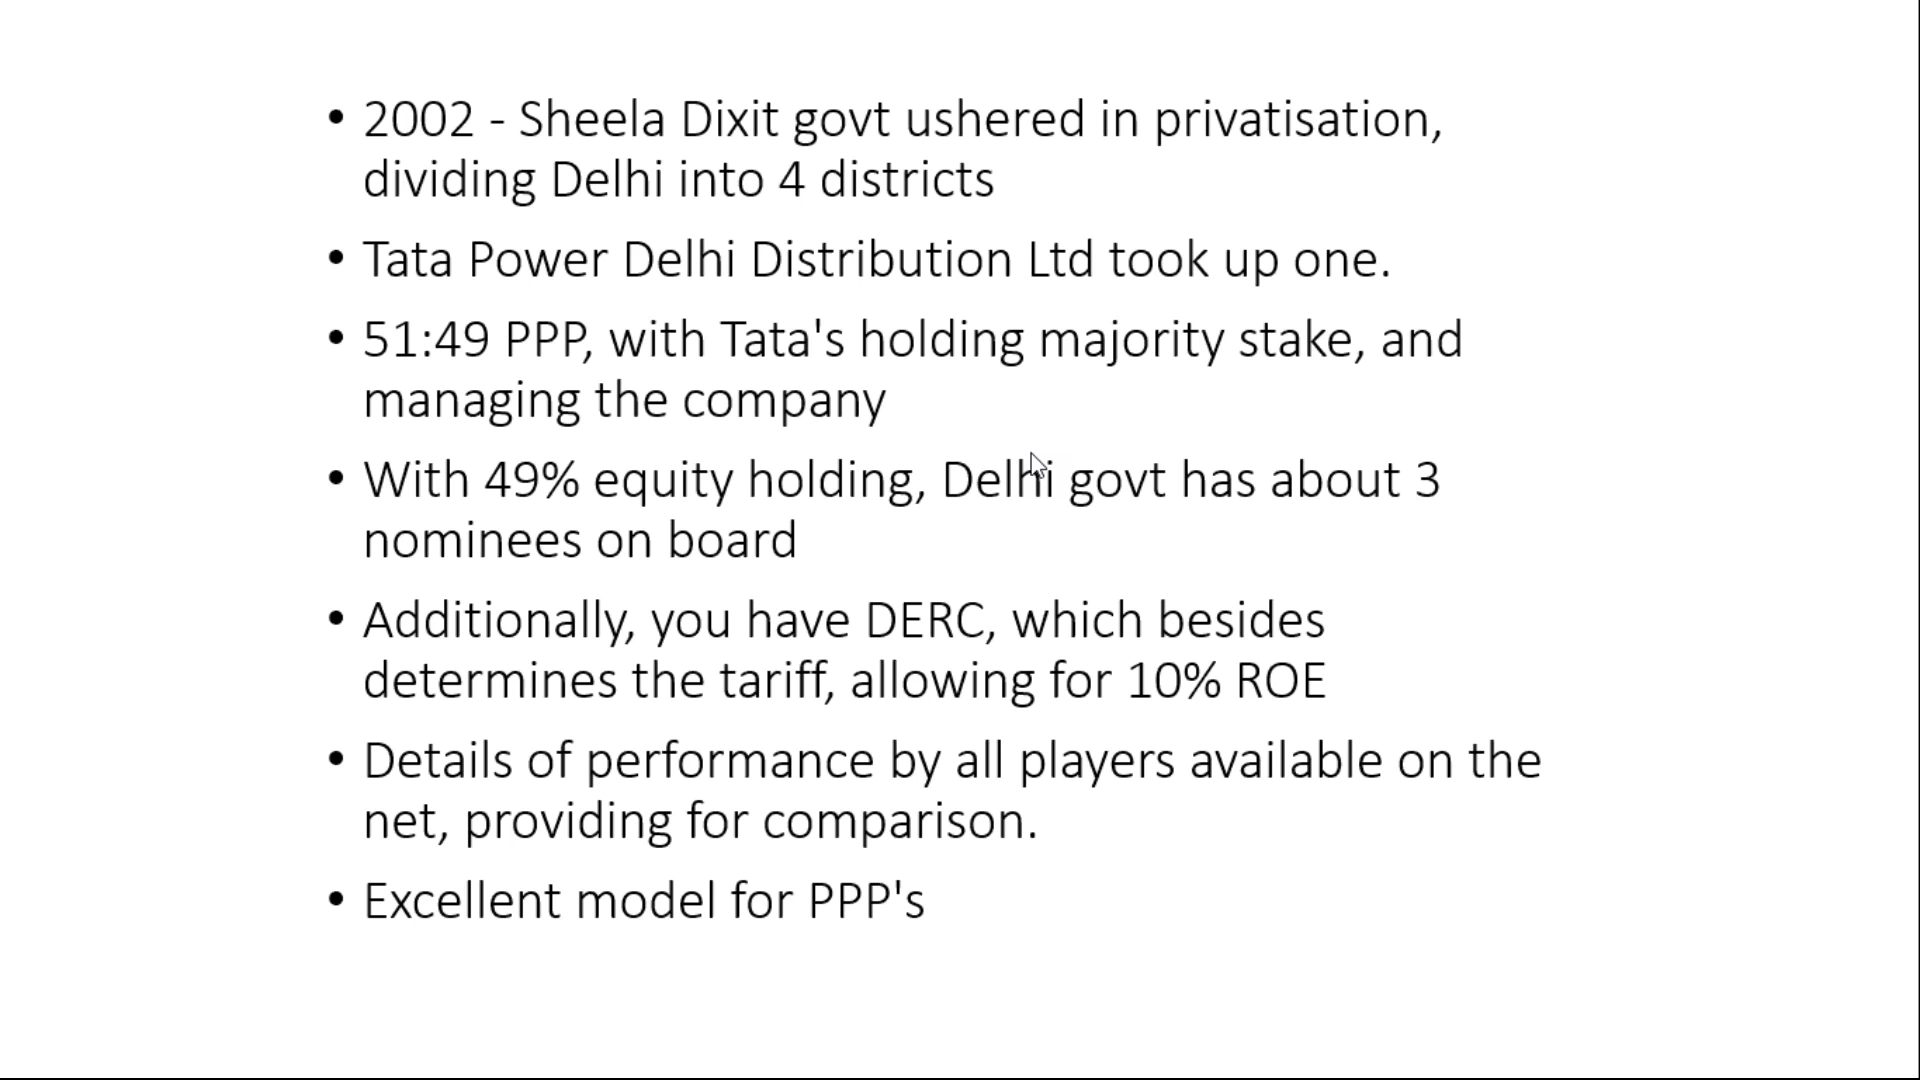 • 2002 - Sheela Dixit govt ushered in privatisation,
dividing Delhi into 4 districts
• Tata Power Delhi Distribution Ltd took up one.
• 51:49 PPP, with Tata's holding majority stake, and
managing the company
• With 49% equity holding, Delhi govt has about 3
nominees on board
• Additionally, you have DERC, which besides
determines the tariff, allowing for 10% ROE
• Details of performance by all players available on the
net, providing for comparison.
• Excellent model for PPP's